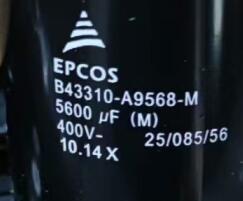 EPCOS
B43310-A9568-M
5600 µF (M)
400V- 25/085/56
10.14 X